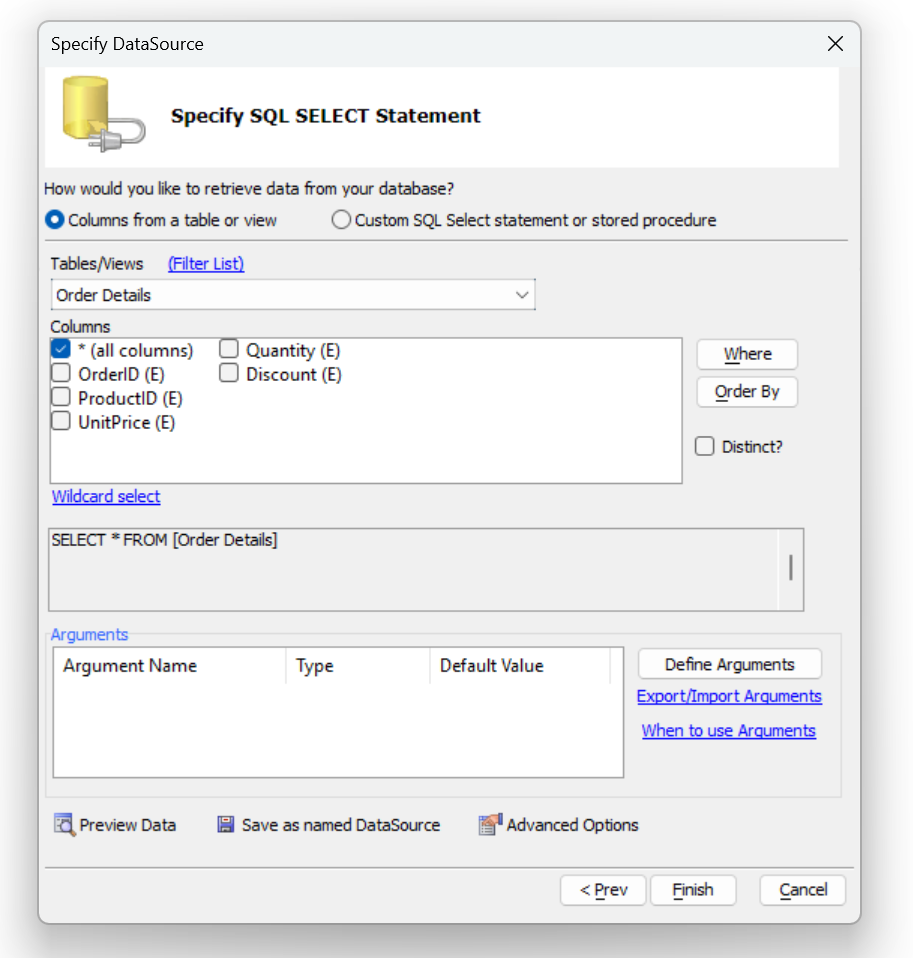 Specify DataSource
Specify SQL SELECT Statement
How would you like to retrieve data from your database?
Columns from a table or view Custom SQL Select statement or stored procedure
Tables/Views (Filter List)
Order Details
Columns
* (all columns) Quantity (E)
Where
OrderID (E) Discount (E)
Order By
ProductID (E)
UnitPrice (E)
Distinct?
Wildcard select
SELECT * FROM [Order Details]
Arguments
Argument Name Type Default Value
Define Arguments
Export/Import Arguments
When to use Arguments
Preview Data Save as named DataSource Advanced Options
< Prev Finish Cancel